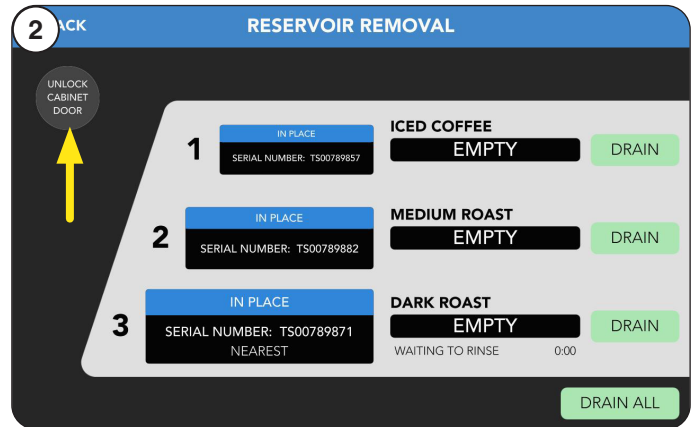 2
ACK
RESERVOIR REMOVAL
UNLOCK
CABINET
DOOR
1
IN PLACE
SERIAL NUMBER: TS00789857
ICED COFFEE
EMPTY
DRAIN
2
IN PLACE
SERIAL NUMBER: TS00789882
MEDIUM ROAST
EMPTY
DRAIN
3
IN PLACE
SERIAL NUMBER: TS00789871
NEAREST
DARK ROAST
EMPTY
DRAIN
WAITING TO RINSE 0:00
DRAIN ALL